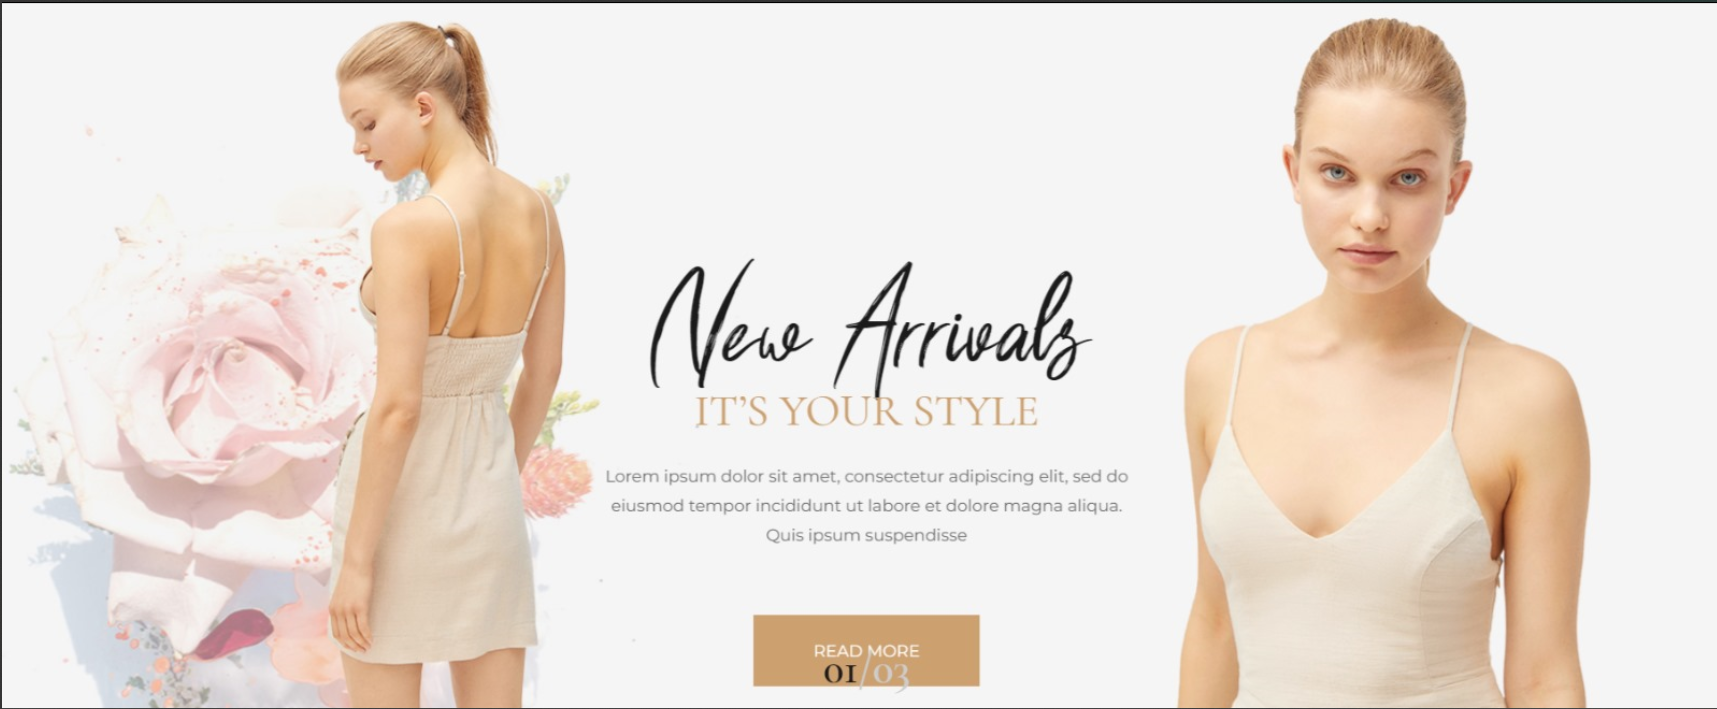 New Arrivals
IT'S YOUR STYLE
Lorem ipsum dolor sit amet, consectetur adipiscing elit, sed do
eiusmod tempor incididunt ut labore et dolore magna aliqua.
Quis ipsum suspendisse
READ MORE
01/03